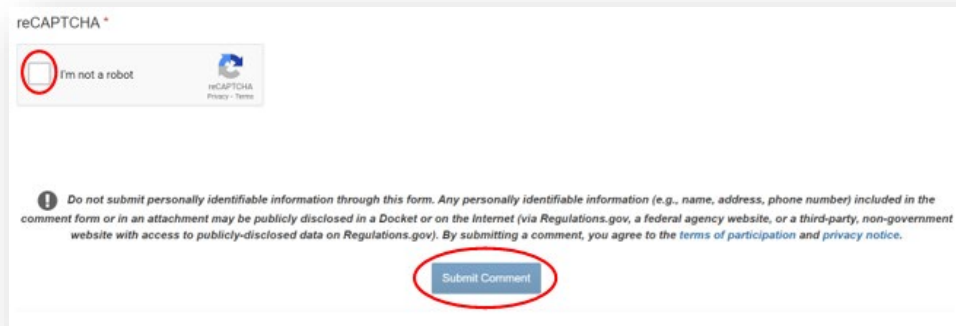 reCAPTCHA *
I'm not a robot
reCAPTCHA
Privacy - Terms
Do not submit personally identifiable information through this form. Any personally identifiable information (e.g., name, address, phone number) included in the
comment form or in an attachment may be publicly disclosed in a Docket or on the Internet (via Regulations.gov, a federal agency website, or a third-party, non-government
website with access to publicly-disclosed data on Regulations.gov). By submitting a comment, you agree to the terms of participation and privacy notice.
Submit Comment